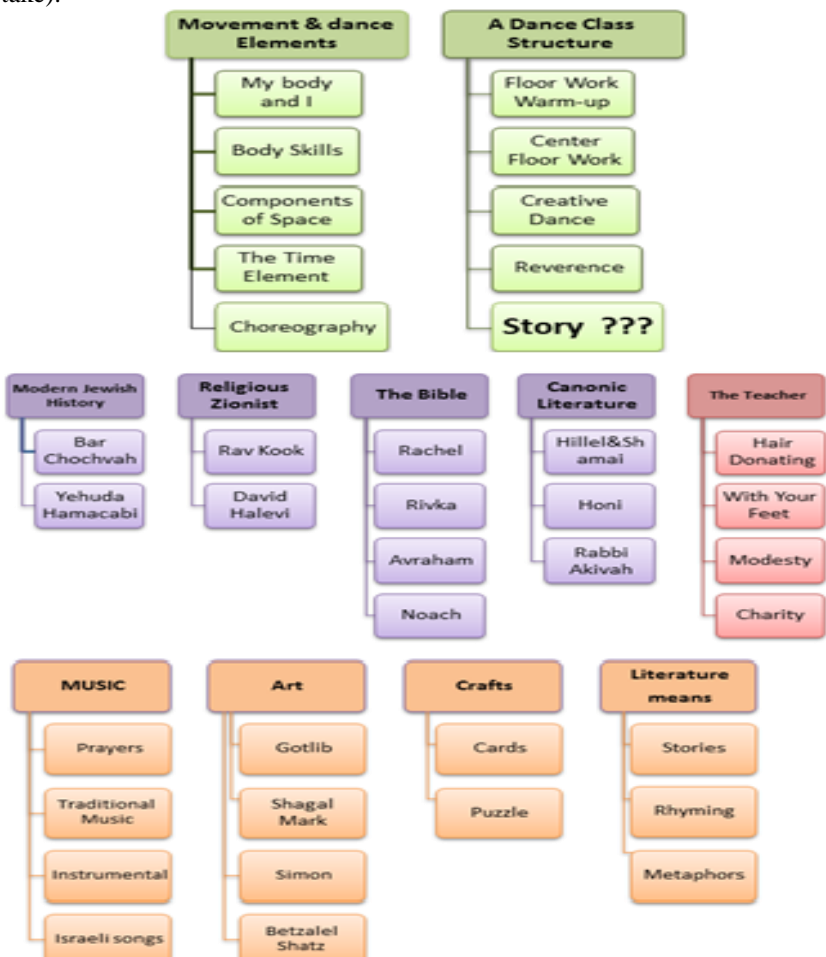 take).
Movement & dance
Elements
My body
and I
Body Skills
Components
of Space
The Time
Element
Choreography
A Dance Class
Structure
Floor Work
Warm-up
Center
Floor Work
Creative
Dance
Reverence
Story ???
Modern Jewish
History
Bar
Chochvah
Yehuda
Hamacabi
Religious
Zionist
Rav Kook
David
Halevi
The Bible
Rachel
Rivka
Avraham
Noach
Canonic
Literature
Hillel&Sh
amai
Honi
Rabbi
Akivah
The Teacher
Hair
Donating
With Your
Feet
Modesty
Charity
MUSIC
Prayers
Traditional
Music
Instrumental
Israeli songs
Art
Gotlib
Shagal
Mark
Simon
Betzalel
Shatz
Crafts
Cards
Puzzle
Literature
means
Stories
Rhyming
Metaphors